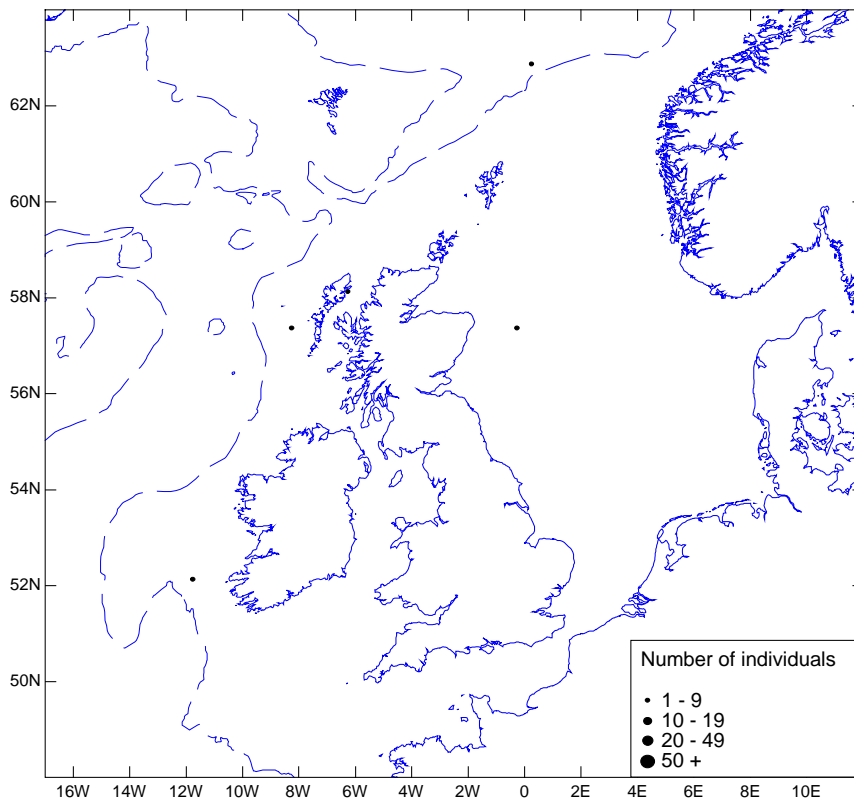 62N
60N
58N
56N
54N
52N
50N
Number of individuals
1 - 9
10 - 19
20 - 49
50 +
16W 14W 12W 10W 8W 6W 4W 2W 0 2E 4E 6E 8E 10E